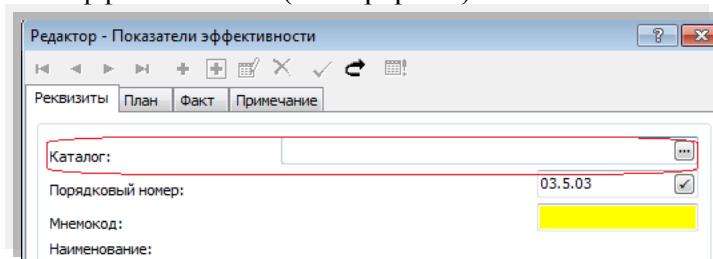 Редактор - Показатели эффективности
Реквизиты План Факт Примечание
Каталог:
Порядковый номер: 03.5.03
Мнемокод:
Наименование: